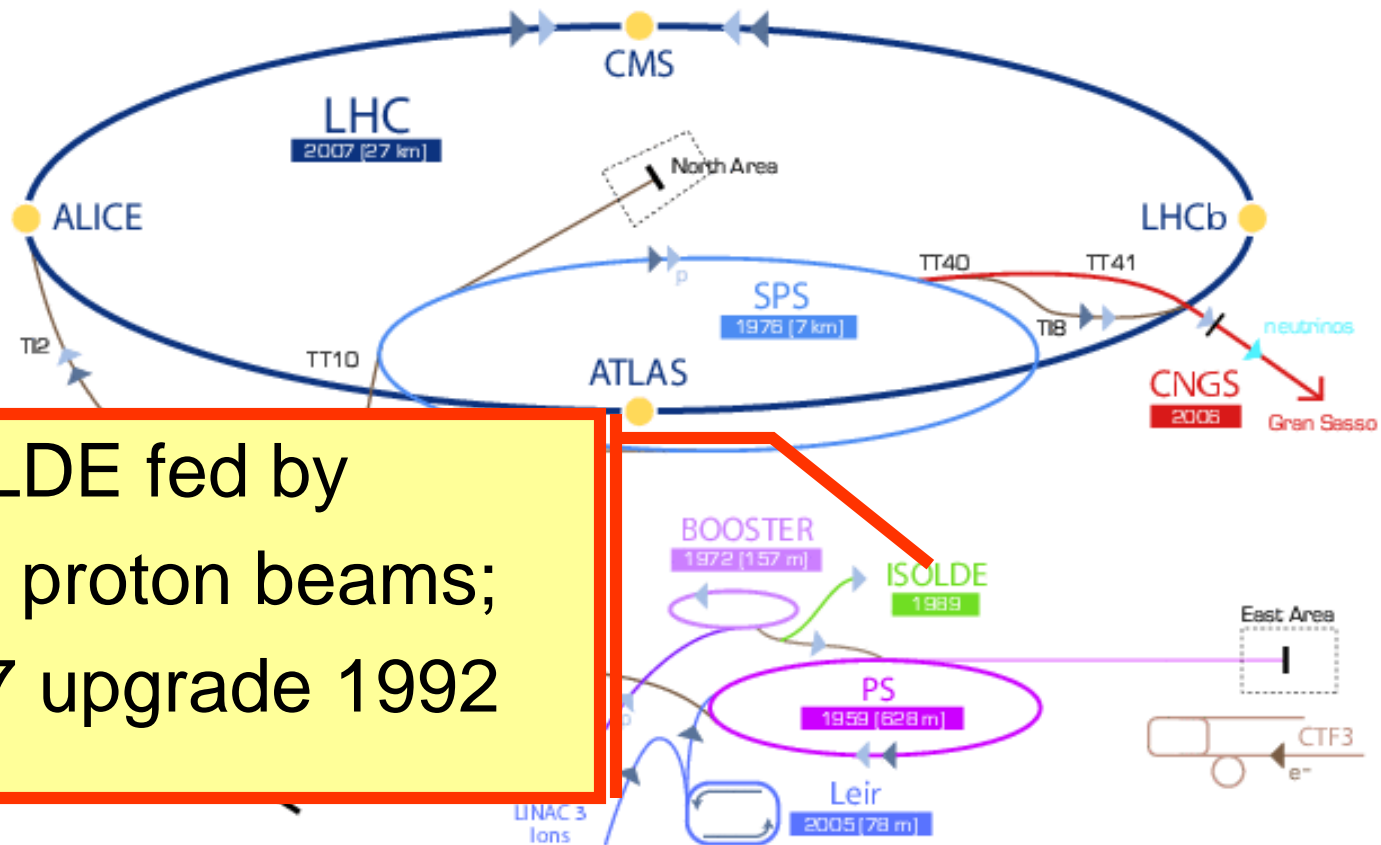 CMS
LHC
2007 [27 km]
North Area
ALICE
LHCb
TT40
TT41
p
SPS
1976 [7 km]
TI8
neutrinos
TI2
TT10
ATLAS
CNGS
2006
Gran Sasso
LDE fed by
proton beams;
7 upgrade 1992
BOOSTER
1972 [157 m]
ISOLDE
1989
East Area
PS
1959 [628 m]
CTF3
e-
LINAC 3
Ions
Leir
2005 [78 m]